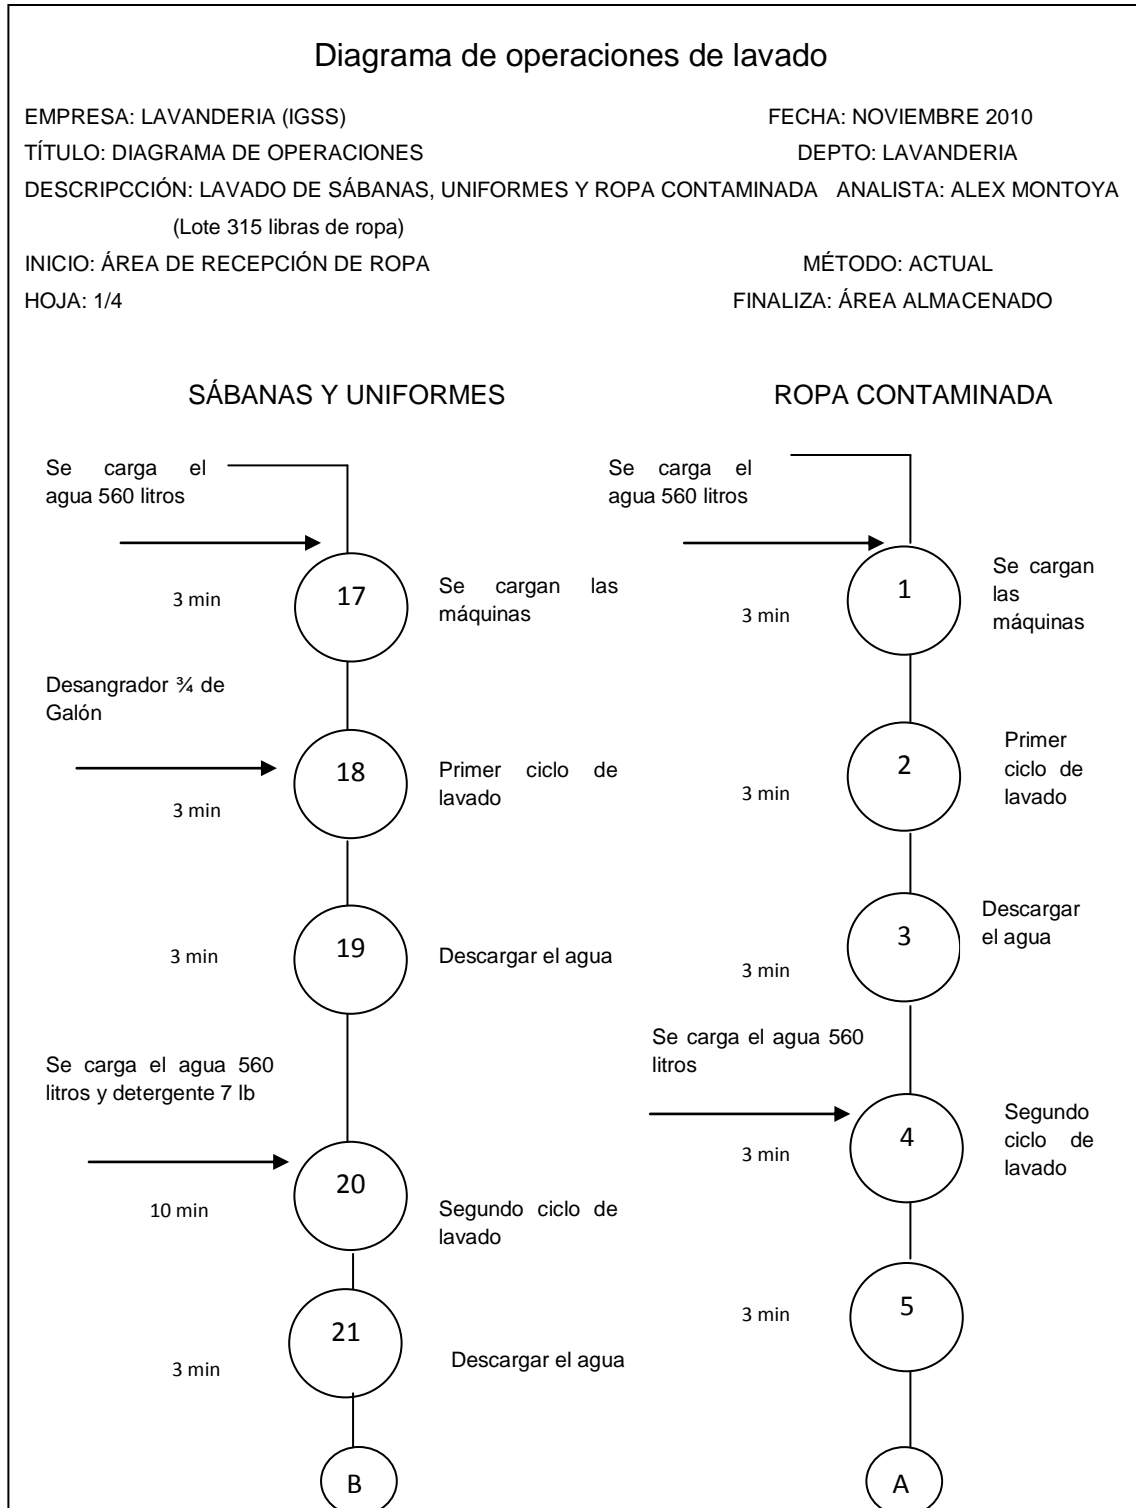 Diagrama de operaciones de lavado
EMPRESA: LAVANDERIA (IGSS) FECHA: NOVIEMBRE 2010
TÍTULO: DIAGRAMA DE OPERACIONES DEPTO: LAVANDERIA
DESCRIPCCIÓN: LAVADO DE SÁBANAS, UNIFORMES Y ROPA CONTAMINADA ANALISTA: ALEX MONTOYA
(Lote 315 libras de ropa)
INICIO: ÁREA DE RECEPCIÓN DE ROPA MÉTODO: ACTUAL
HOJA: 1/4 FINALIZA: ÁREA ALMACENADO
SÁBANAS Y UNIFORMES
Se carga el
agua 560 litros
3 min
17
Se cargan las
máquinas
Desangrador ¾ de
Galón
3 min
18
Primer ciclo de
lavado
3 min
19
Descargar el agua
Se carga el agua 560
litros y detergente 7 lb
10 min
20
Segundo ciclo de
lavado
3 min
21
Descargar el agua
B
ROPA CONTAMINADA
Se carga el
agua 560 litros
3 min
1
Se cargan
las
máquinas
3 min
2
Primer
ciclo de
lavado
3 min
3
Descargar
el agua
Se carga el agua 560
litros
3 min
4
Segundo
ciclo de
lavado
3 min
5
A